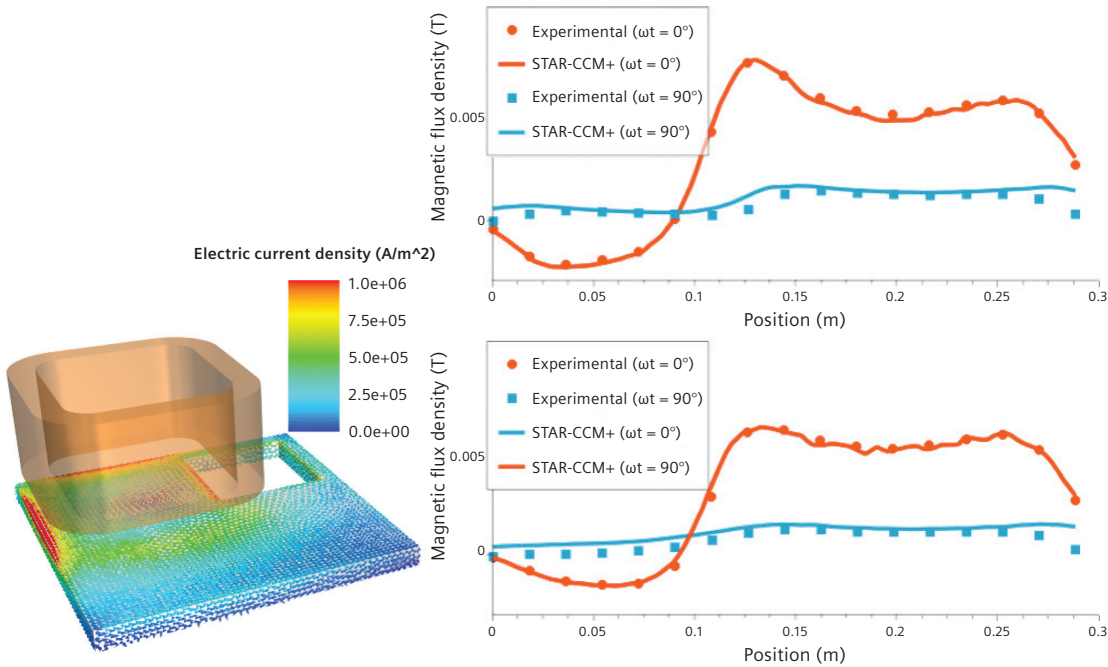 Electric current density (A/m^2)
1.0e+06
7.5e+05
5.0e+05
2.5e+05
0.0e+00
Magnetic flux density (T)
Experimental (ωt = 0°)
STAR-CCM+ (ωt = 0°)
Experimental (ωt = 90°)
STAR-CCM+ (ωt = 90°)
0.005
0
0
0.05
0.1
0.15
0.2
0.25
0.3
Position (m)
Magnetic flux density (T)
Experimental (ωt = 0°)
Experimental (ωt = 90°)
STAR-CCM+ (ωt = 0°)
STAR-CCM+ (ωt = 90°)
0.005
0
0
0.05
0.1
0.15
0.2
0.25
0.3
Position (m)